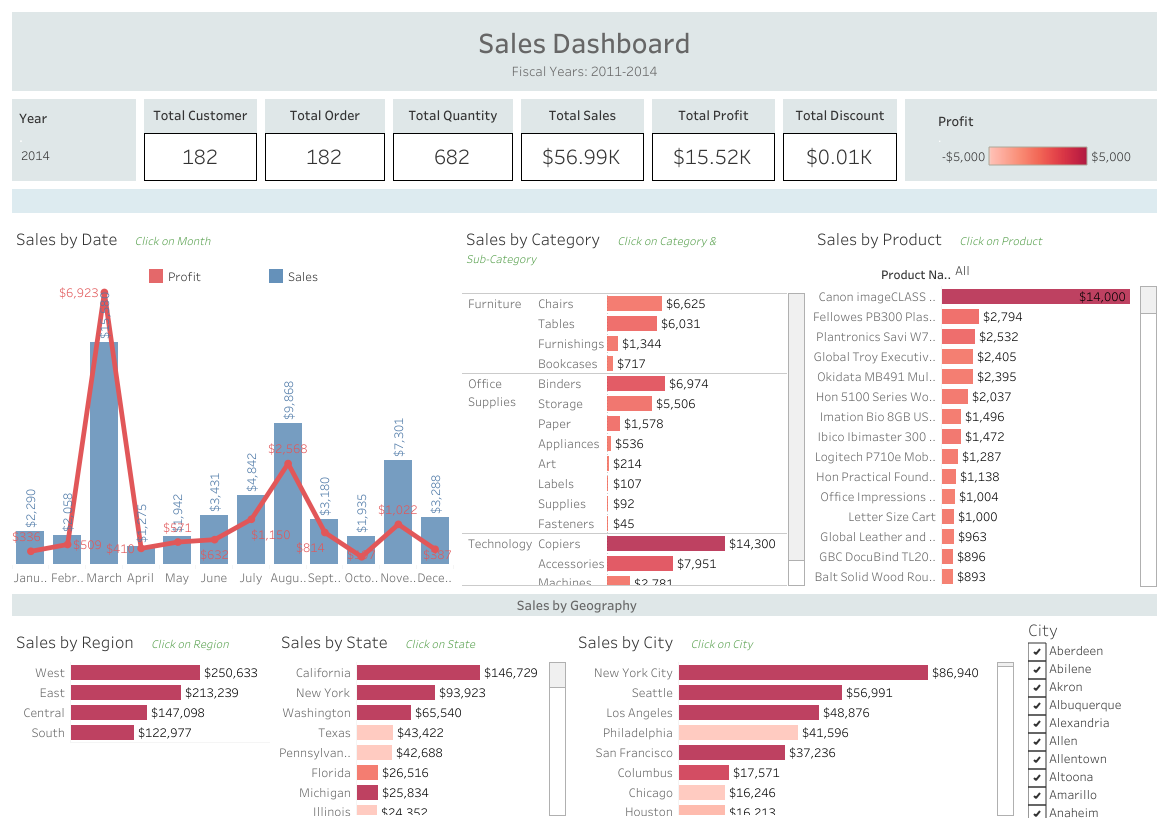 Sales Dashboard
Fiscal Years: 2011-2014
Year
2014
Total Customer
182
Total Order
182
Total Quantity
682
Total Sales
$56.99K
Total Profit
$15.52K
Total Discount
$0.01K
Profit
-$5,000 $5,000
Sales by Date Click on Month
Profit Sales
$6,923
$2,290
$336
$2,058
$509
$1,275
$1,942
$3,431
$632
$4,842
$1,180
$9,868
$2,568
$3,180
$814
$1,935
$7,301
$1,022
$3,288
$387
Janu.. Febr.. March April May June July Augu.. Sept.. Octo.. Nove.. Dece..
Sales by Category Click on Category &
Sub-Category
Furniture Chairs $6,625
Tables $6,031
Furnishings $1,344
Bookcases $717
Office Supplies Binders $6,974
Storage $5,506
Paper $1,578
Appliances $536
Art $214
Labels $107
Supplies $92
Fasteners $45
Technology Copiers $14,300
Accessories $7,951
Machines $2,781
Sales by Product Click on Product
Product Na.. All
Canon imageCLASS .. $14,000
Fellowes PB300 Plas.. $2,794
Plantronics Savi W7.. $2,532
Global Troy Executiv.. $2,405
Okidata MB491 Mul.. $2,395
Hon 5100 Series Wo.. $2,037
Imation Bio 8GB US.. $1,496
Ibico Ibimaster 300 .. $1,472
Logitech P710e Mob.. $1,287
Hon Practical Found.. $1,138
Office Impressions .. $1,004
Letter Size Cart $1,000
Global Leather and .. $963
GBC DocuBind TL20.. $896
Balt Solid Wood Rou.. $893
Sales by Geography
Sales by Region Click on Region
West $250,633
East $213,239
Central $147,098
South $122,977
Sales by State Click on State
California $146,729
New York $93,923
Washington $65,540
Texas $43,422
Pennsylvan.. $42,688
Florida $26,516
Michigan $25,834
Illinois $24,352
Sales by City Click on City
New York City $86,940
Seattle $56,991
Los Angeles $48,876
Philadelphia $41,596
San Francisco $37,236
Columbus $17,571
Chicago $16,246
Houston $16,213
City
Aberdeen
Abilene
Akron
Albuquerque
Alexandria
Allen
Allentown
Altoona
Amarillo
Anaheim